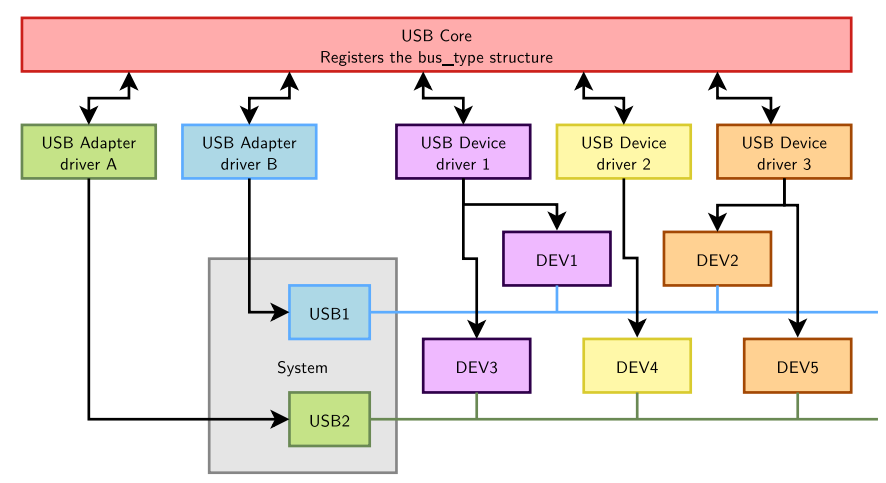 USB Core
Registers the bus_type structure
USB Adapter
driver A
USB Adapter
driver B
USB Device
driver 1
USB Device
driver 2
USB Device
driver 3
DEV1
DEV2
USB1
System
DEV3
DEV4
DEV5
USB2